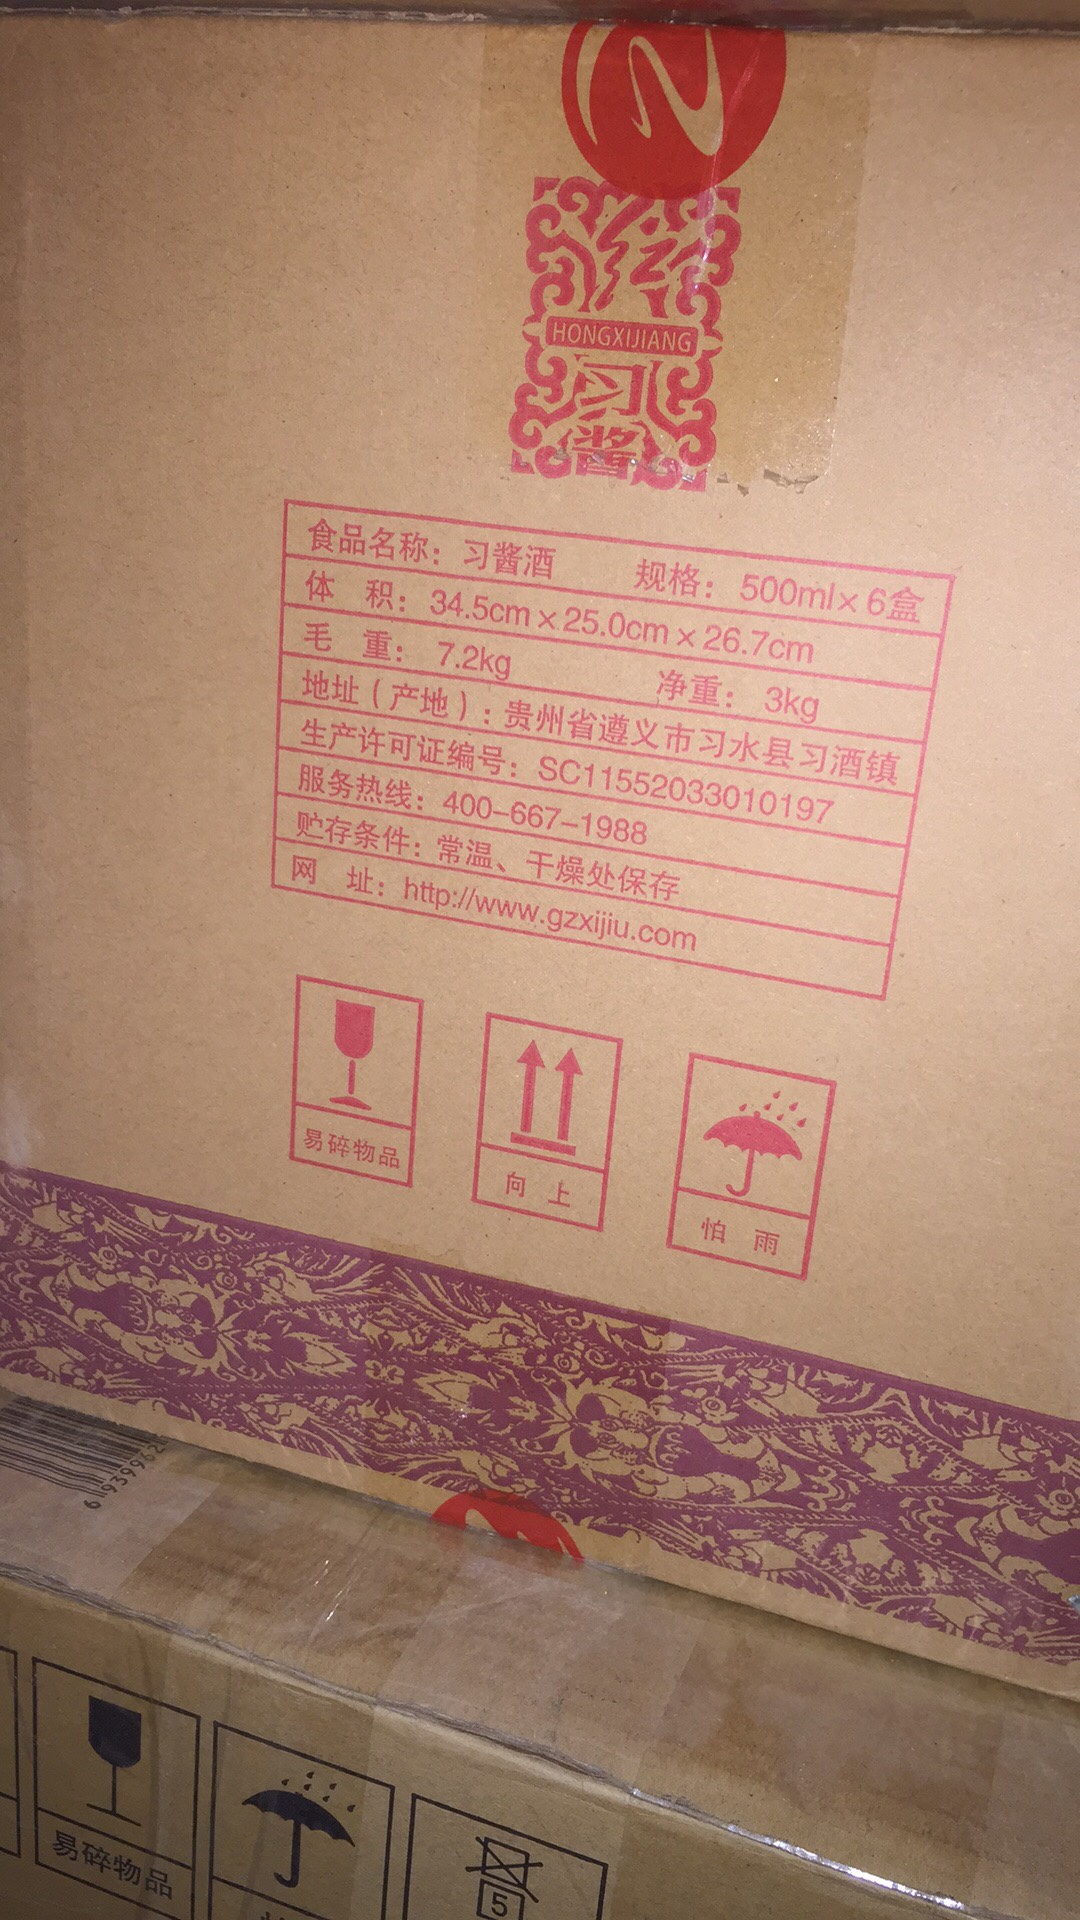 红
HONGXIJIANG
习
酱
食品名称：习酱酒 规格：500ml×6盒
体 积：34.5cm×25.0cm×26.7cm
毛 重：7.2kg 净重：3kg
地址（产地）：贵州省遵义市习水县习酒镇
生产许可证编号：SC11552033010197
服务热线：400-667-1988
贮存条件：常温、干燥处保存
网 址：http://www.gzxijiu.com
易碎物品
向 上
怕 雨
6 939962
易碎物品
5